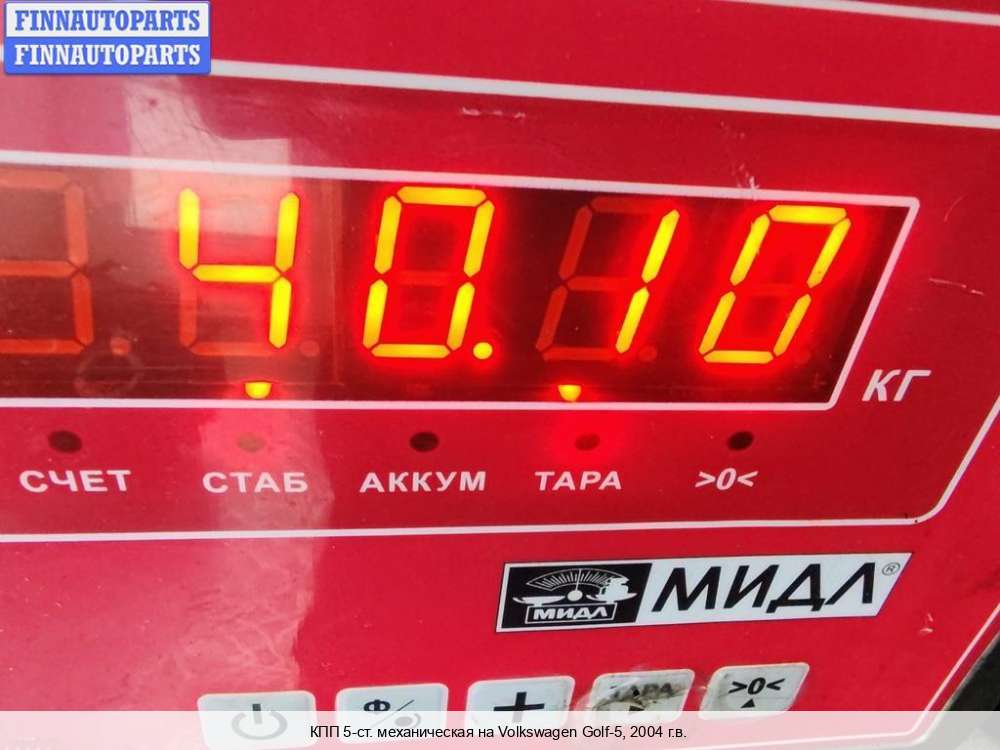 FINNAUTOPARTS
FINNAUTOPARTS
40.10
КГ
СЧЕТ СТАБ АККУМ ТАРА >0<
МИДЛ МИДЛ®
Ф + ТАРА >0<
КПП 5-ст. механическая на Volkswagen Golf-5, 2004 г.в.